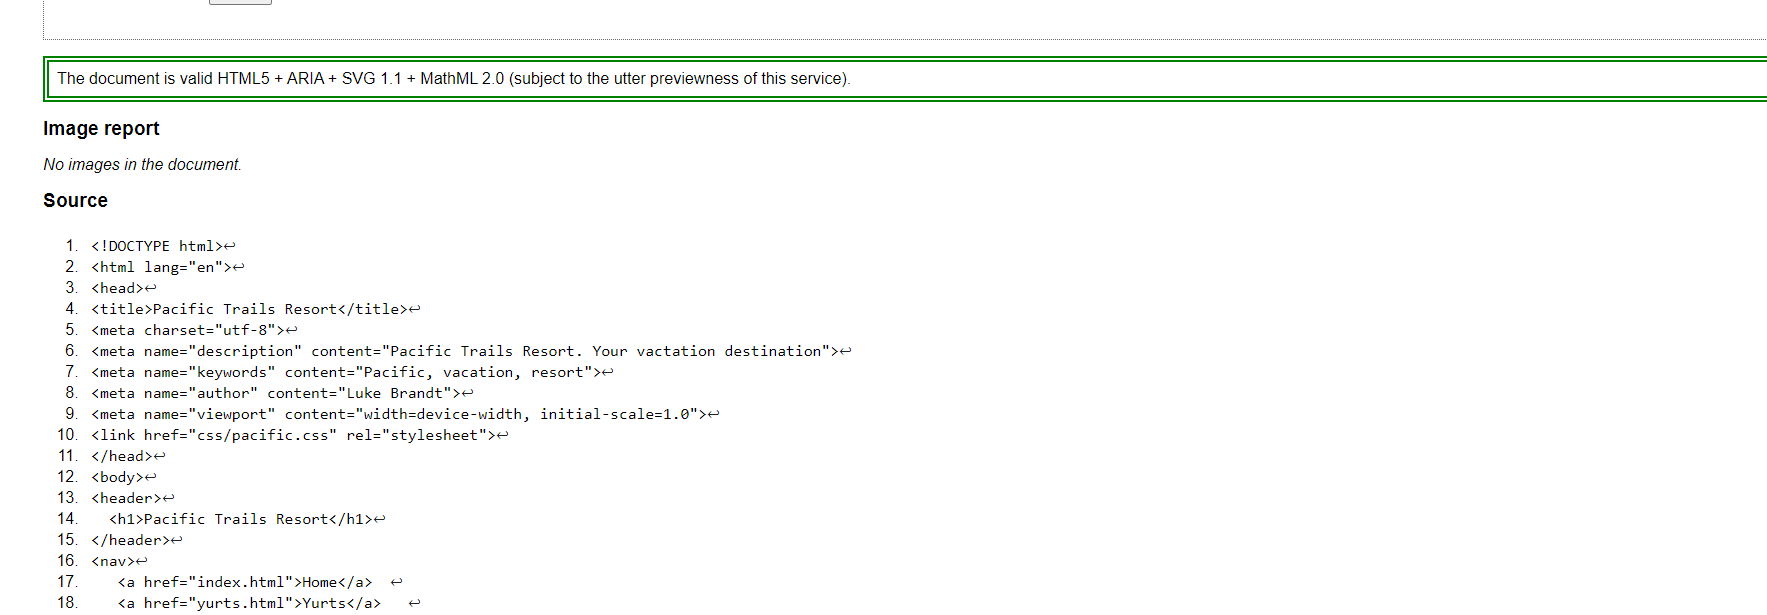 The document is valid HTML5 + ARIA + SVG 1.1 + MathML 2.0 (subject to the utter previewness of this service).
Image report
No images in the document.
Source
1. <!DOCTYPE html>↩
2. <html lang="en">↩
3. <head>↩
4. <title>Pacific Trails Resort</title>↩
5. <meta charset="utf-8">↩
6. <meta name="description" content="Pacific Trails Resort. Your vactation destination">↩
7. <meta name="keywords" content="Pacific, vacation, resort">↩
8. <meta name="author" content="Luke Brandt">↩
9. <meta name="viewport" content="width=device-width, initial-scale=1.0">↩
10. <link href="css/pacific.css" rel="stylesheet">↩
11. </head>↩
12. <body>↩
13. <header>↩
14.   <h1>Pacific Trails Resort</h1>↩
15. </header>↩
16. <nav>↩
17.    <a href="index.html">Home</a>  ↩
18.    <a href="yurts.html">Yurts</a>   ↩